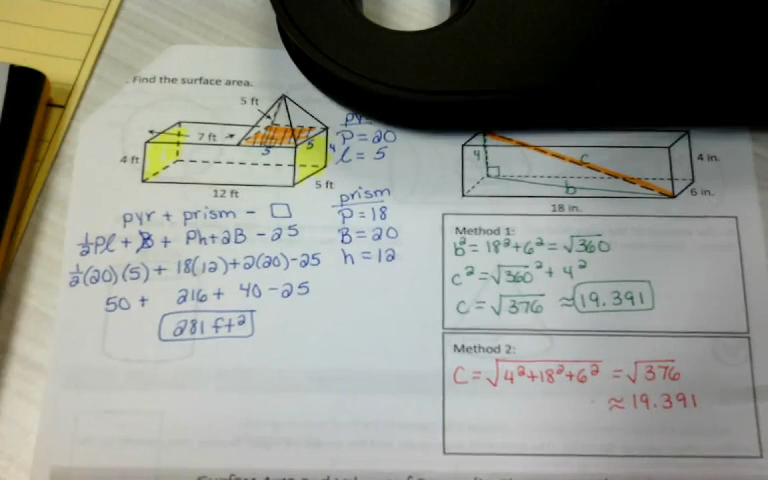 . Find the surface area.
5 ft
7 ft
5
5
4
4 ft
12 ft
5 ft
P = 20
l = 5
prism
P = 18
B = 20
h = 12
pyr + prism - □
½Pl + B + Ph + 2B - 25
½(20)(5) + 18(12) + 2(20) - 25
50 + 216 + 40 - 25
281 ft²
4
c
b
4 in.
6 in.
18 in.
Method 1:
b² = 18² + 6² = √360
c² = √360² + 4²
c = √376 ≈ 19.391
Method 2:
C = √4² + 18² + 6² = √376
≈ 19.391